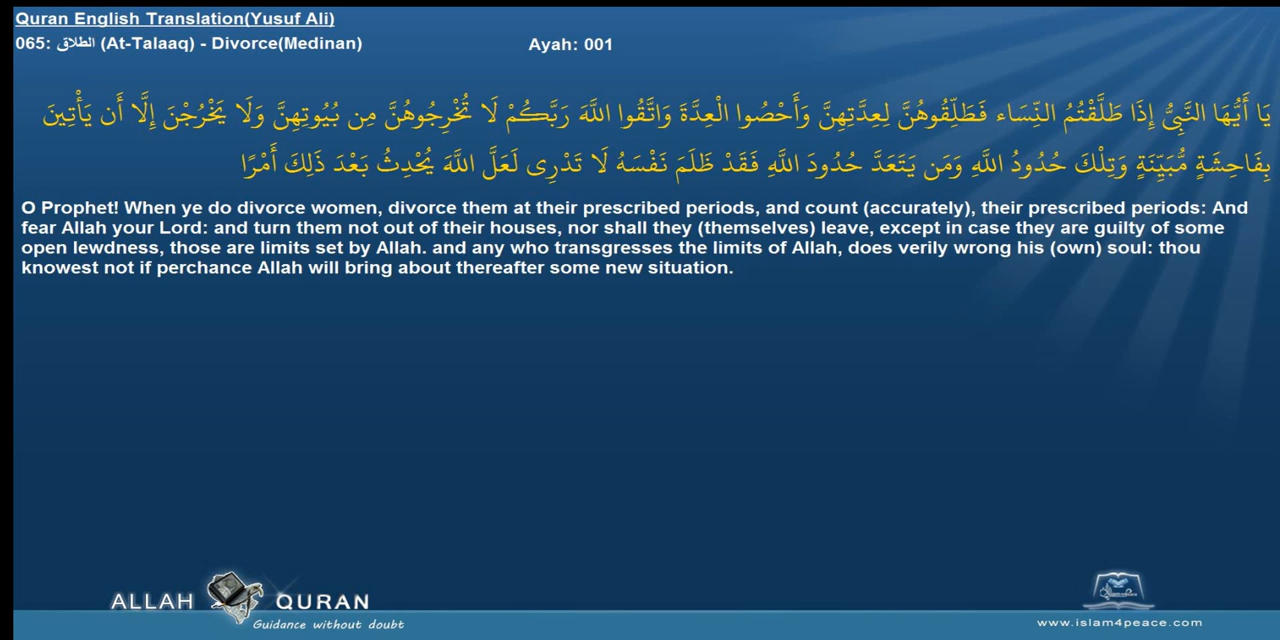 Quran English Translation(Yusuf Ali)
065: الطلاق (At-Talaaq) - Divorce(Medinan) Ayah: 001
يَا أَيُّهَا النَّبِيُّ إِذَا طَلَّقْتُمُ النِّسَاء فَطَلِّقُوهُنَّ لِعِدَّتِهِنَّ وَأَحْصُوا الْعِدَّةَ وَاتَّقُوا اللَّهَ رَبَّكُمْ لَا تُخْرِجُوهُنَّ مِن بُيُوتِهِنَّ وَلَا يَخْرُجْنَ إِلَّا أَن يَأْتِينَ
بِفَاحِشَةٍ مُّبَيِّنَةٍ وَتِلْكَ حُدُودُ اللَّهِ وَمَن يَتَعَدَّ حُدُودَ اللَّهِ فَقَدْ ظَلَمَ نَفْسَهُ لَا تَدْرِى لَعَلَّ اللَّهَ يُحْدِثُ بَعْدَ ذَلِكَ أَمْرًا
O Prophet! When ye do divorce women, divorce them at their prescribed periods, and count (accurately), their prescribed periods: And
fear Allah your Lord: and turn them not out of their houses, nor shall they (themselves) leave, except in case they are guilty of some
open lewdness, those are limits set by Allah. and any who transgresses the limits of Allah, does verily wrong his (own) soul: thou
knowest not if perchance Allah will bring about thereafter some new situation.
ALLAH QURAN
Guidance without doubt
www.islam4peace.com